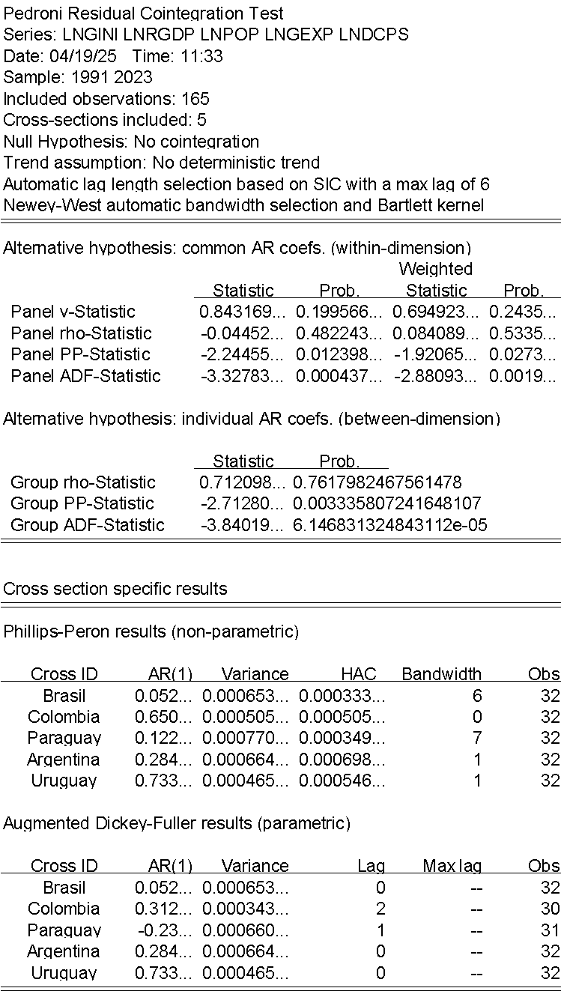 Pedroni Residual Cointegration Test
Series: LNGINI LNRGDP LNPOP LNGEXP LNDCPS
Date: 04/19/25 Time: 11:33
Sample: 1991 2023
Included observations: 165
Cross-sections included: 5
Null Hypothesis: No cointegration
Trend assumption: No deterministic trend
Automatic lag length selection based on SIC with a max lag of 6
Newey-West automatic bandwidth selection and Bartlett kernel
Alternative hypothesis: common AR coefs. (within-dimension)
Weighted
Statistic Prob. Statistic Prob.
Panel v-Statistic 0.843169... 0.199566... 0.694923... 0.2435...
Panel rho-Statistic -0.04452... 0.482243... 0.084089... 0.5335...
Panel PP-Statistic -2.24455... 0.012398... -1.92065... 0.0273...
Panel ADF-Statistic -3.32783... 0.000437... -2.88093... 0.0019...
Alternative hypothesis: individual AR coefs. (between-dimension)
Statistic Prob.
Group rho-Statistic 0.712098... 0.7617982467561478
Group PP-Statistic -2.71280... 0.003335807241648107
Group ADF-Statistic -3.84019... 6.146831324843112e-05
Cross section specific results
Phillips-Peron results (non-parametric)
Cross ID AR(1) Variance HAC Bandwidth Obs
Brasil 0.052... 0.000653... 0.000333... 6 32
Colombia 0.650... 0.000505... 0.000505... 0 32
Paraguay 0.122... 0.000770... 0.000349... 7 32
Argentina 0.284... 0.000664... 0.000698... 1 32
Uruguay 0.733... 0.000465... 0.000546... 1 32
Augmented Dickey-Fuller results (parametric)
Cross ID AR(1) Variance Lag Max lag Obs
Brasil 0.052... 0.000653... 0 -- 32
Colombia 0.312... 0.000343... 2 -- 30
Paraguay -0.23... 0.000660... 1 -- 31
Argentina 0.284... 0.000664... 0 -- 32
Uruguay 0.733... 0.000465... 0 -- 32